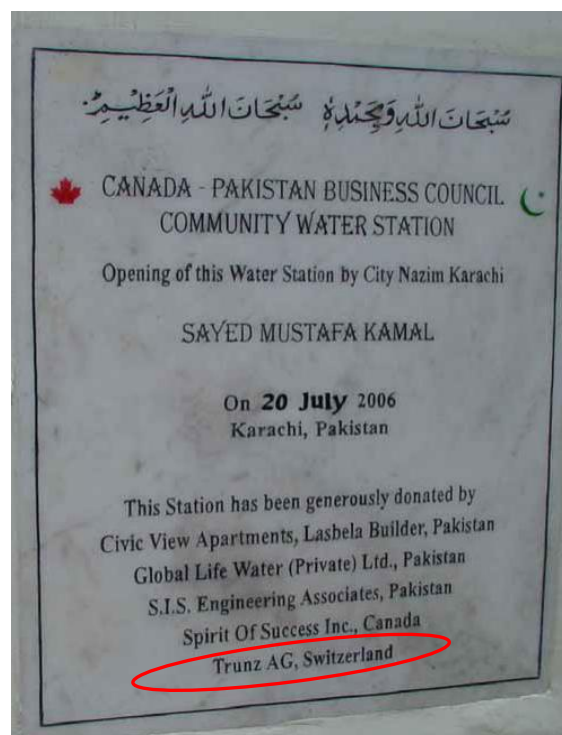 سُبْحَانَ اللّٰهِ وَبِحَمْدِهٖ سُبْحَانَ اللّٰهِ الْعَظِيْمِ
CANADA - PAKISTAN BUSINESS COUNCIL
COMMUNITY WATER STATION
Opening of this Water Station by City Nazim Karachi
SAYED MUSTAFA KAMAL
On 20 July 2006
Karachi, Pakistan
This Station has been generously donated by
Civic View Apartments, Lasbela Builder, Pakistan
Global Life Water (Private) Ltd., Pakistan
S.I.S. Engineering Associates, Pakistan
Spirit Of Success Inc., Canada
Trunz AG, Switzerland